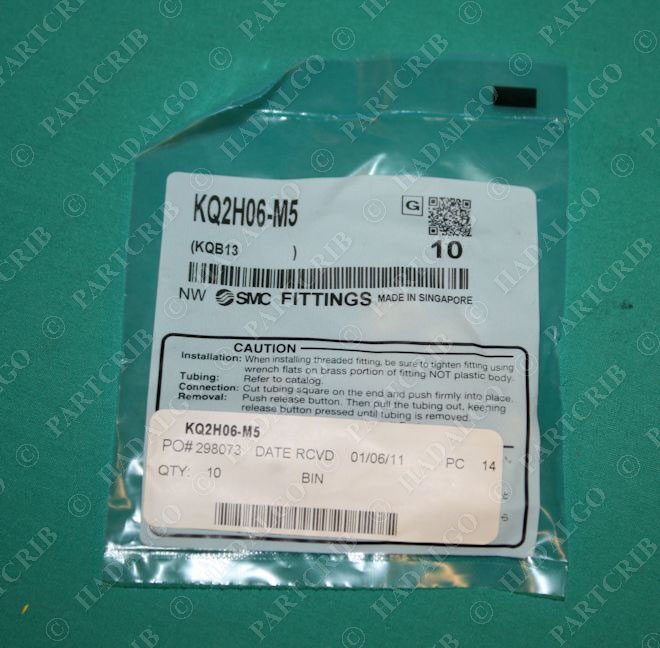 KQ2H06-M5
G
(KQB13 )
10
NW SMC FITTINGS MADE IN SINGAPORE
CAUTION
Installation: When installing threaded fitting, be sure to tighten fitting using
wrench flats on brass portion of fitting NOT plastic body.
Tubing: Refer to catalog.
Connection: Cut tubing square on the end and push firmly into place.
Removal: Push release button. Then pull the tubing out, keeping
release button pressed until tubing is removed.
KQ2H06-M5
PO# 298073 DATE RCVD 01/06/11 PC 14
QTY: 10 BIN
© PARTCRIB
© HADALGO